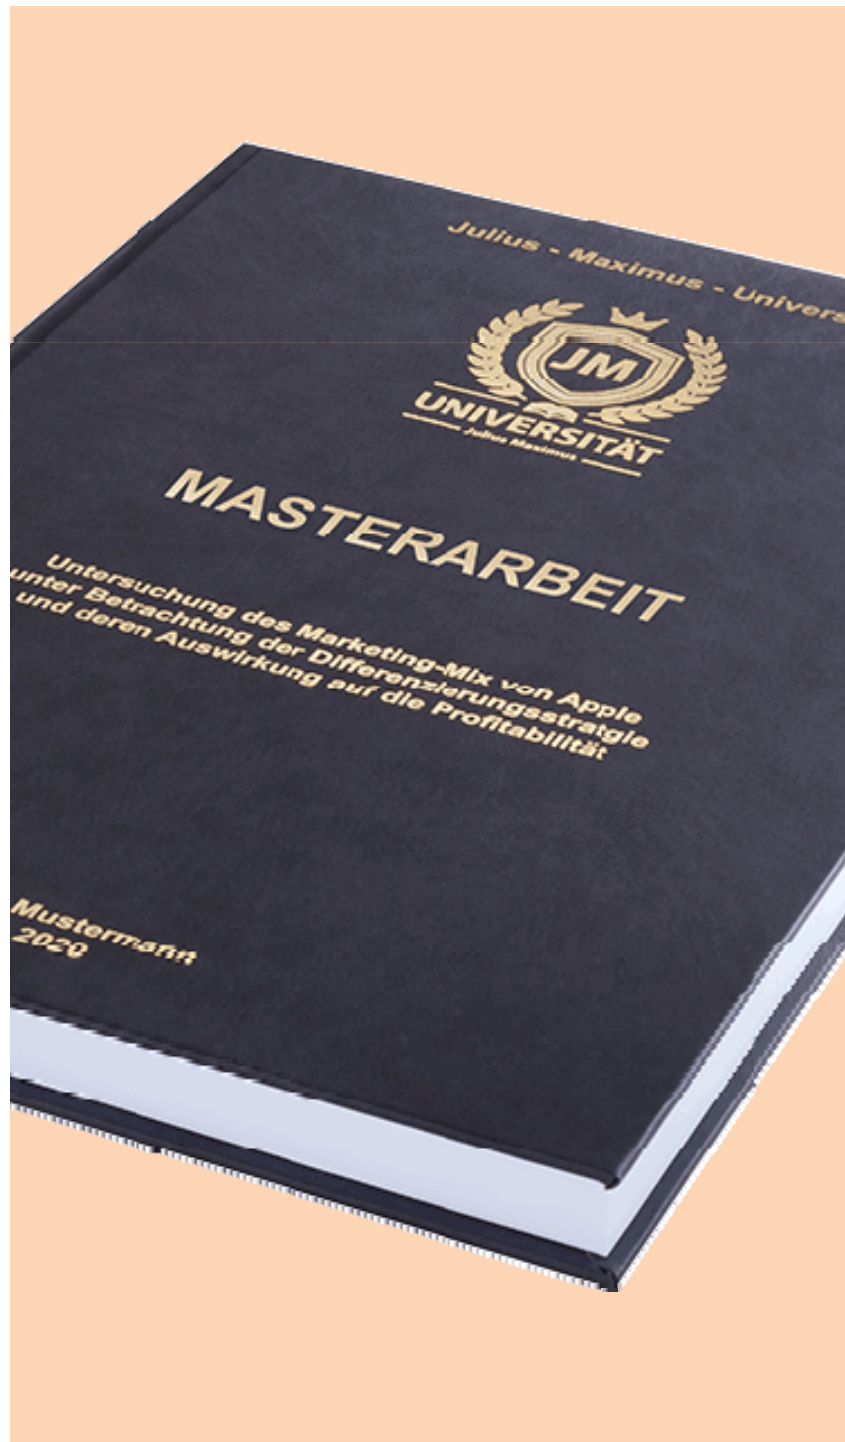 Julius - Maximus - Univers
JM
UNIVERSITÄT
Julius Maximus
MASTERARBEIT
Untersuchung des Marketing-Mix von Apple
unter Betrachtung der Differenzierungsstratgie
und deren Auswirkung auf die Profitabilität
Mustermann
2020